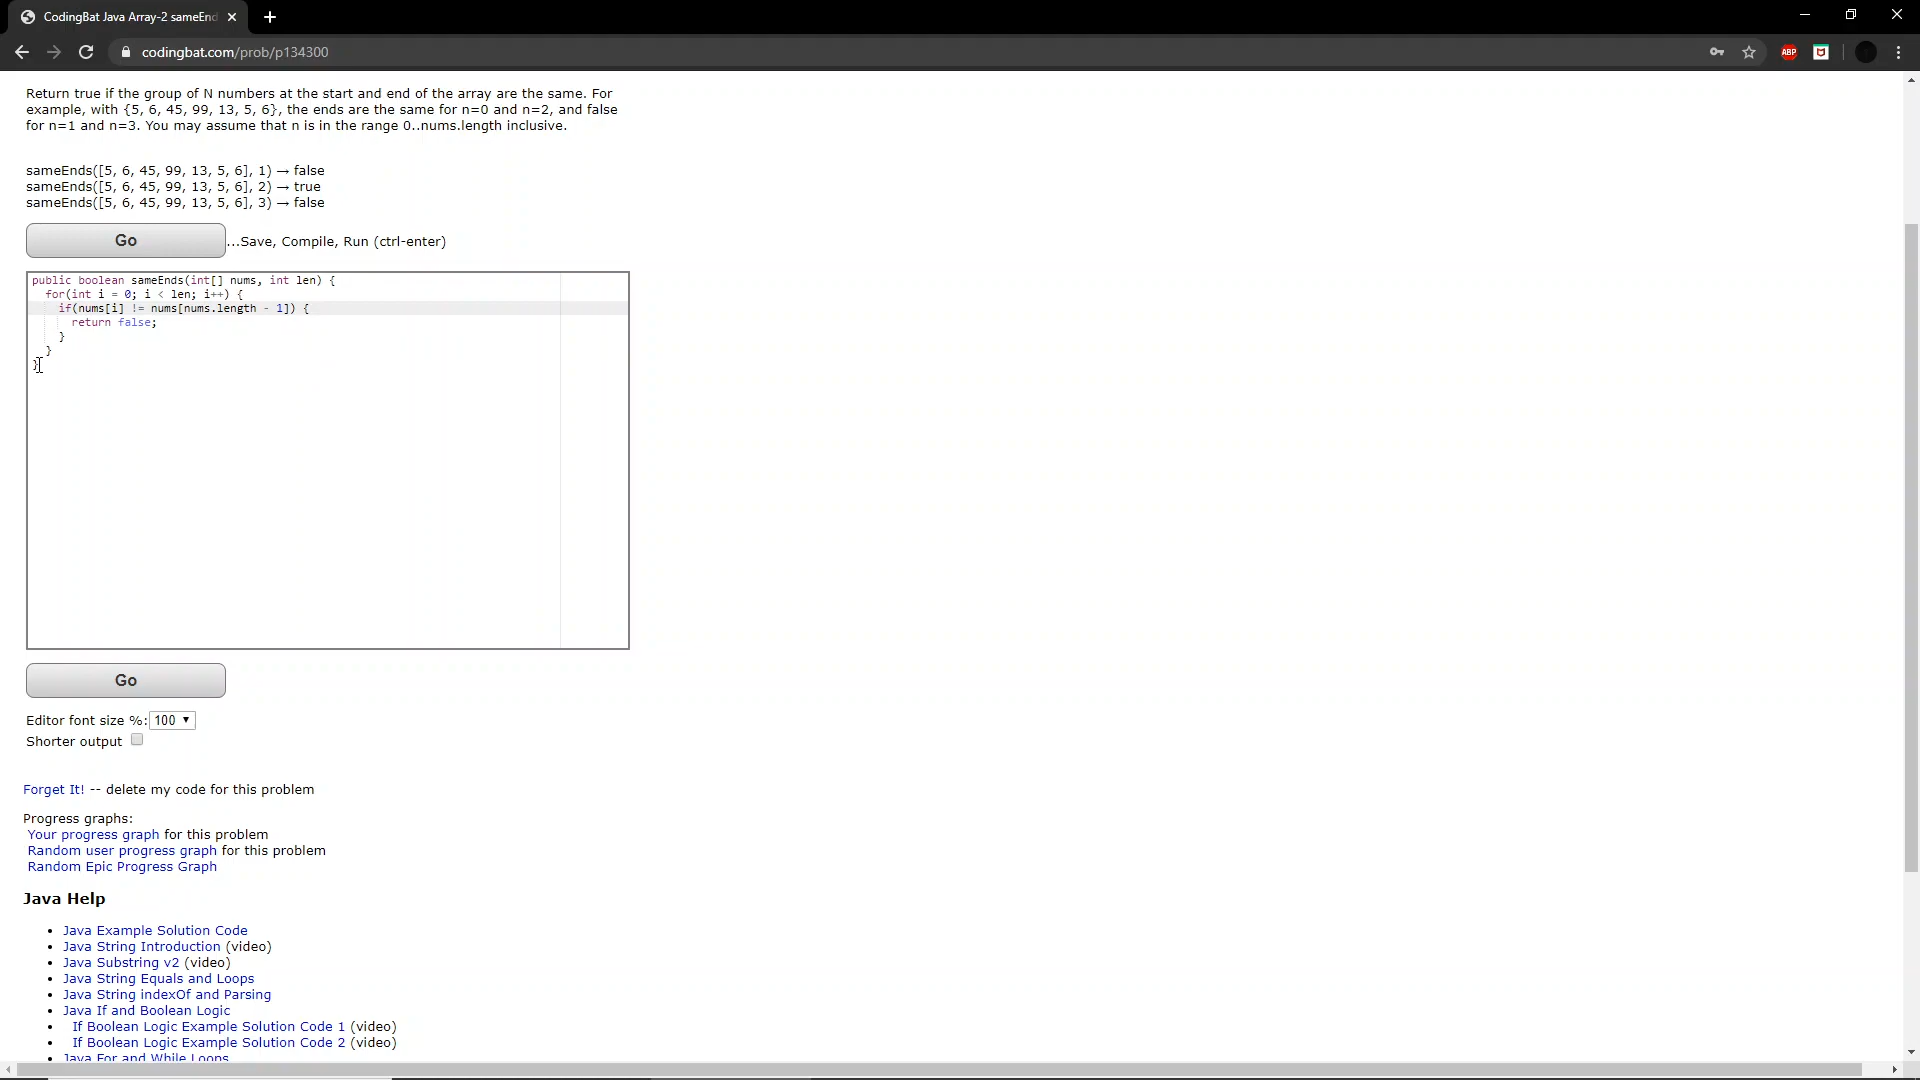 CodingBat Java Array-2 sameEnd
codingbat.com/prob/p134300
ABP
Return true if the group of N numbers at the start and end of the array are the same. For
example, with {5, 6, 45, 99, 13, 5, 6}, the ends are the same for n=0 and n=2, and false
for n=1 and n=3. You may assume that n is in the range 0..nums.length inclusive.
sameEnds([5, 6, 45, 99, 13, 5, 6], 1) → false
sameEnds([5, 6, 45, 99, 13, 5, 6], 2) → true
sameEnds([5, 6, 45, 99, 13, 5, 6], 3) → false
Go ...Save, Compile, Run (ctrl-enter)
public boolean sameEnds(int[] nums, int len) {
for(int i = 0; i < len; i++) {
if(nums[i] != nums[nums.length - 1]) {
return false;
}
}
}
Go
Editor font size %: 100
Shorter output
Forget It! -- delete my code for this problem
Progress graphs:
Your progress graph for this problem
Random user progress graph for this problem
Random Epic Progress Graph
Java Help
• Java Example Solution Code
• Java String Introduction (video)
• Java Substring v2 (video)
• Java String Equals and Loops
• Java String indexOf and Parsing
• Java If and Boolean Logic
• If Boolean Logic Example Solution Code 1 (video)
• If Boolean Logic Example Solution Code 2 (video)
• Java For and While Loops